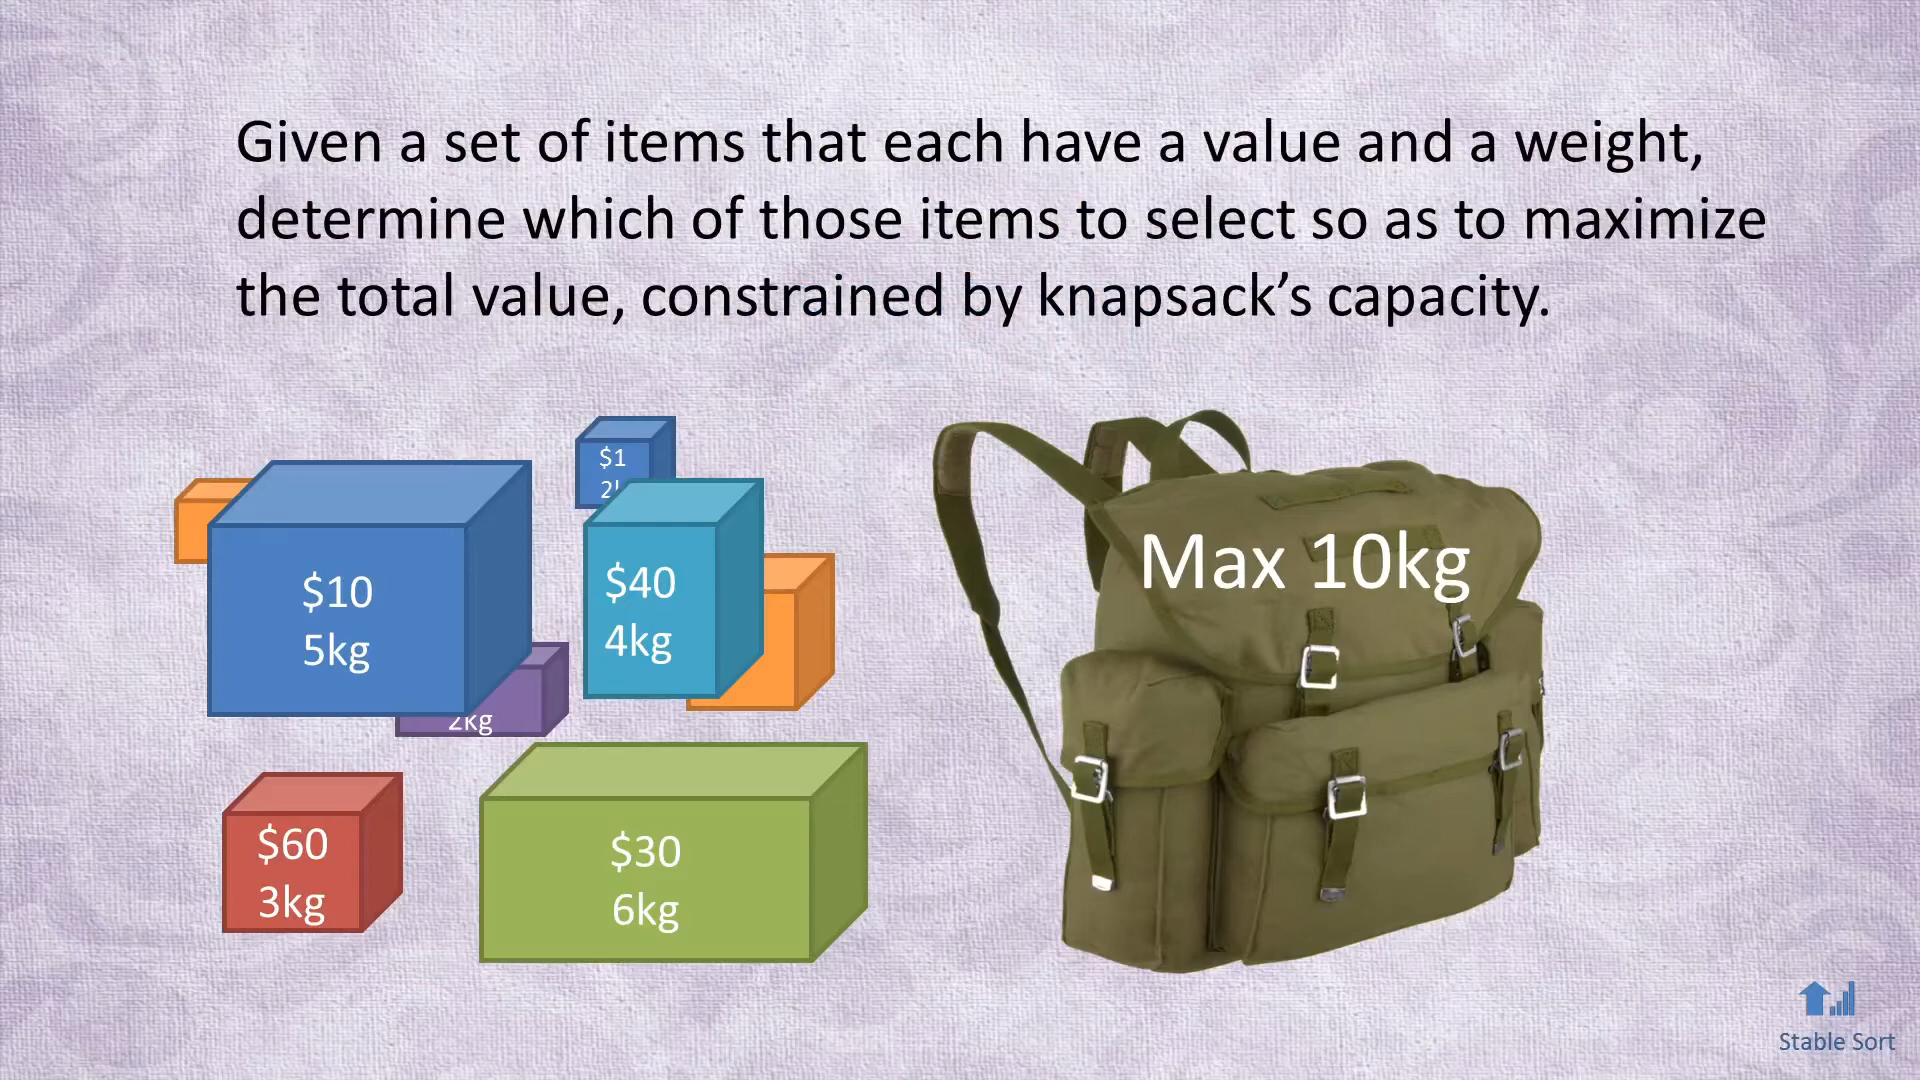 Given a set of items that each have a value and a weight,
determine which of those items to select so as to maximize
the total value, constrained by knapsack’s capacity.
$1
$10
5kg
$40
4kg
2kg
$60
3kg
$30
6kg
Max 10kg
Stable Sort